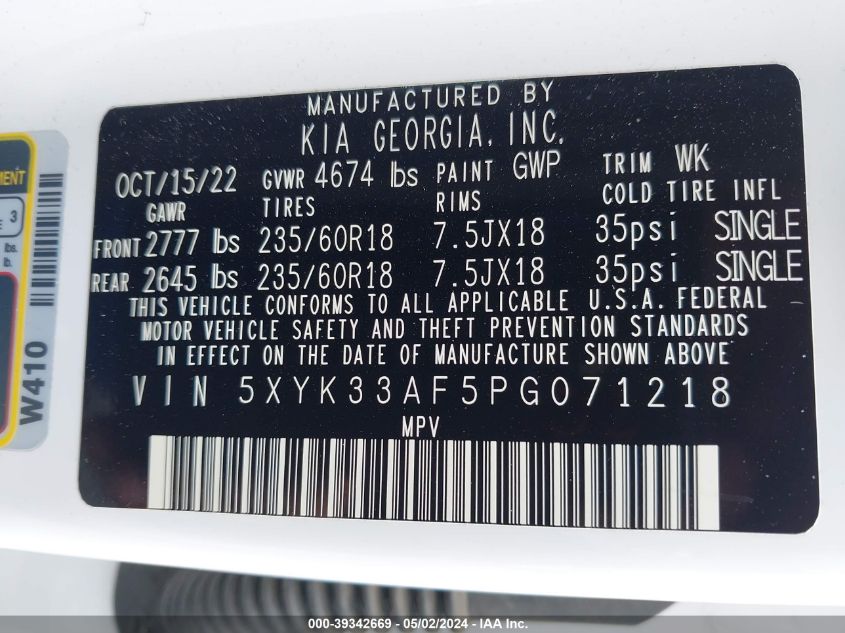 MANUFACTURED BY
KIA GEORGIA, INC.
OCT/15/22 GVWR 4674 lbs PAINT GWP TRIM WK
GAWR TIRES RIMS COLD TIRE INFL
FRONT 2777 lbs 235/60R18 7.5JX18 35psi SINGLE
REAR 2645 lbs 235/60R18 7.5JX18 35psi SINGLE
THIS VEHICLE CONFORMS TO ALL APPLICABLE U.S.A. FEDERAL
MOTOR VEHICLE SAFETY AND THEFT PREVENTION STANDARDS
IN EFFECT ON THE DATE OF MANUFACTURE SHOWN ABOVE
VIN 5XYK33AF5PG071218
MPV
3
lbs.
lb.
W410
000-39342669 - 05/02/2024 - IAA Inc.